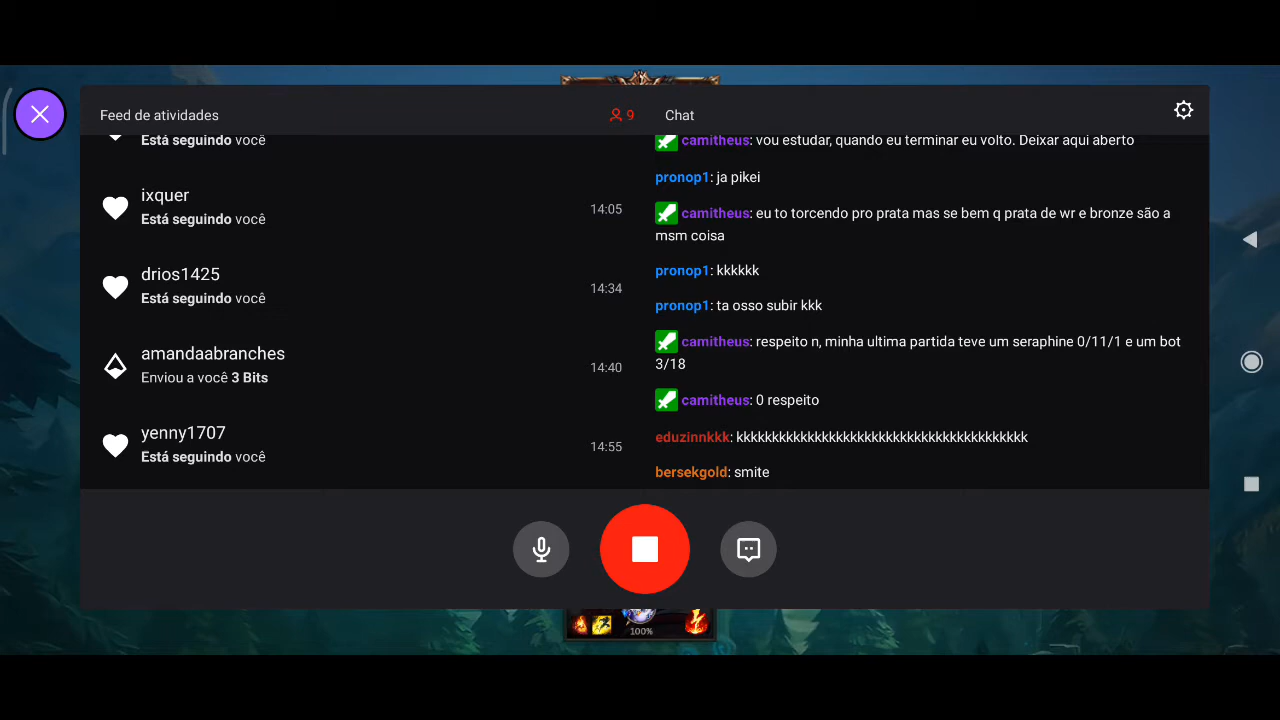 Feed de atividades
9
Está seguindo você
ixquer
Está seguindo você
14:05
drios1425
Está seguindo você
14:34
amandaabranches
Enviou a você 3 Bits
14:40
yenny1707
Está seguindo você
14:55
Chat
camitheus: vou estudar, quando eu terminar eu volto. Deixar aqui aberto
pronop1: ja pikei
camitheus: eu to torcendo pro prata mas se bem q prata de wr e bronze são a
msm coisa
pronop1: kkkkkk
pronop1: ta osso subir kkk
camitheus: respeito n, minha ultima partida teve um seraphine 0/11/1 e um bot
3/18
camitheus: 0 respeito
eduzinnkkk: kkkkkkkkkkkkkkkkkkkkkkkkkkkkkkkkkkkkkkkkk
bersekgold: smite
100%